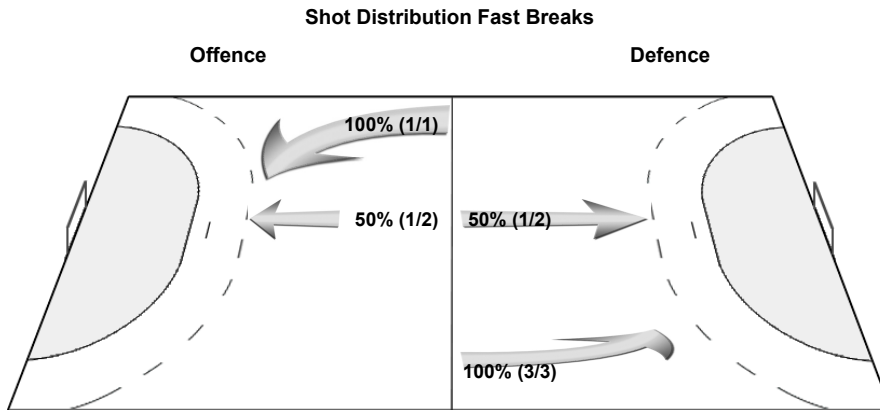 Shot Distribution Fast Breaks
Offence
Defence
100% (1/1)
50% (1/2)
50% (1/2)
100% (3/3)